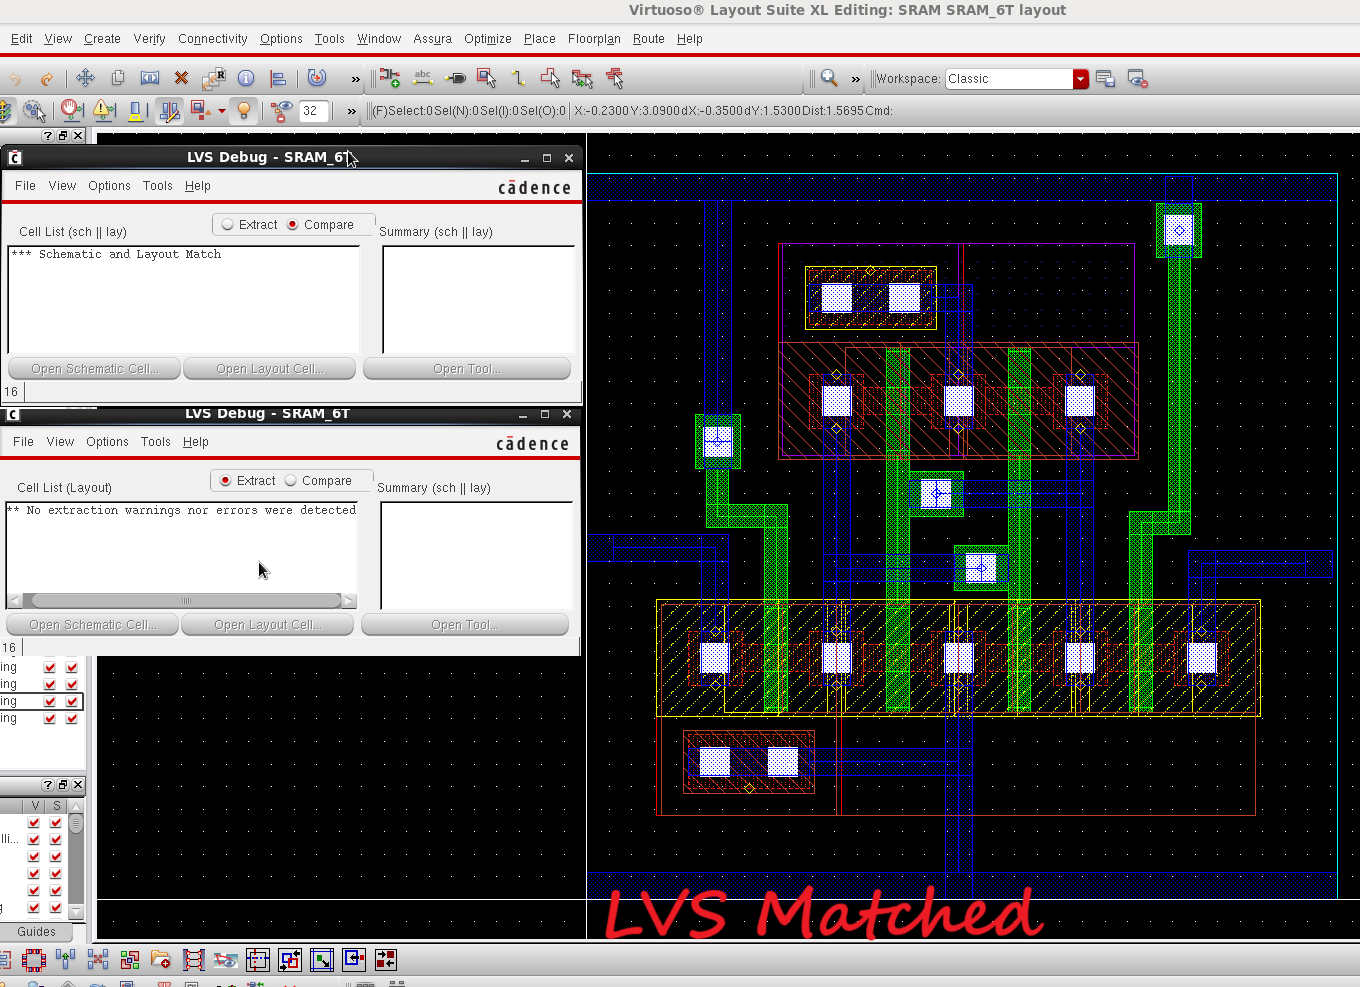 Virtuoso® Layout Suite XL Editing: SRAM SRAM_6T layout
Edit View Create Verify Connectivity Options Tools Window Assura Optimize Place Floorplan Route Help
abc
R
» » Workspace: Classic
32 » (F)Select:0 Sel(N):0 Sel(I):0 Sel(O):0 X:-0.2300 Y:3.0900 dX:-0.3500 dY:1.5300 Dist:1.5695 Cmd:
LVS Debug - SRAM_6T
File View Options Tools Help
cādence
Extract Compare
Cell List (sch || lay) Summary (sch || lay)
*** Schematic and Layout Match
Open Schematic Cell... Open Layout Cell... Open Tool...
16
LVS Debug - SRAM_6T
File View Options Tools Help
cādence
Extract Compare
Cell List (Layout) Summary (sch || lay)
** No extraction warnings nor errors were detected
Open Schematic Cell... Open Layout Cell... Open Tool...
16
ing
ing
ing
ing
V S
lli...
Guides
LVS Matched